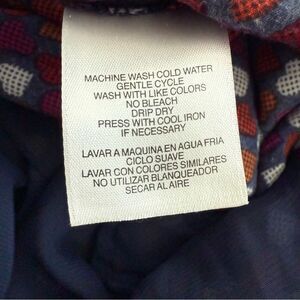 MACHINE WASH COLD WATER
GENTLE CYCLE
WASH WITH LIKE COLORS
NO BLEACH
DRIP DRY
PRESS WITH COOL IRON
IF NECESSARY
LAVAR A MAQUINA EN AGUA FRIA
CICLO SUAVE
LAVAR CON COLORES SIMILARES
NO UTILIZAR BLANQUEADOR
SECAR AL AIRE